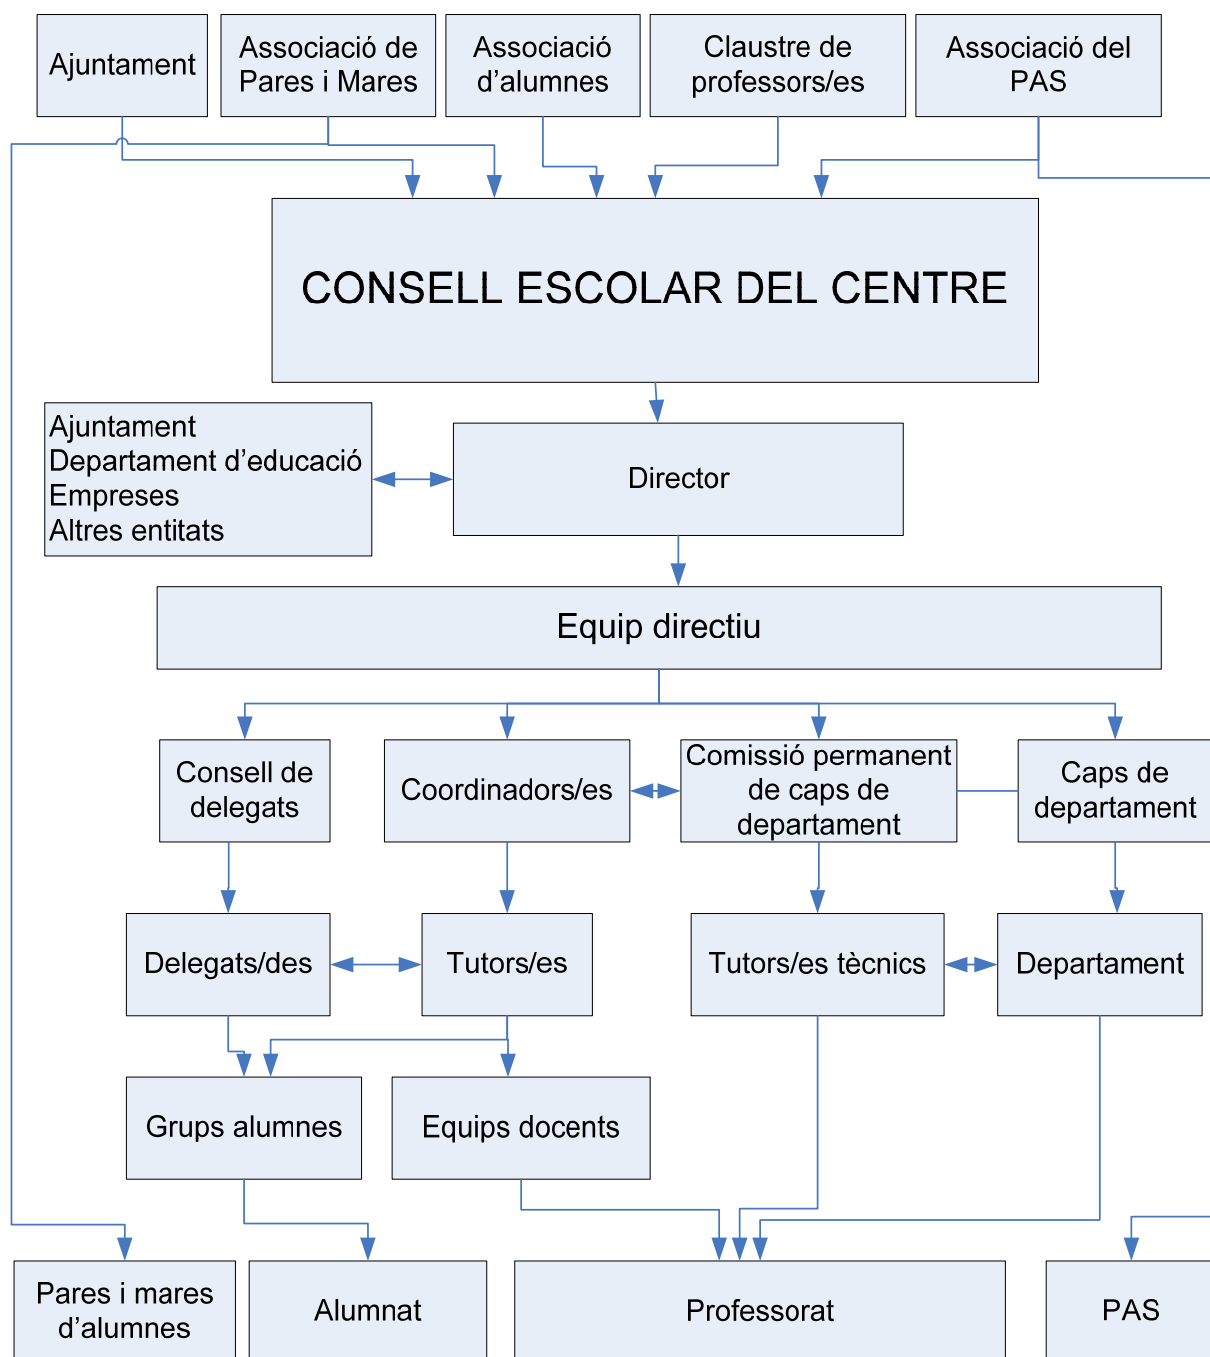 Ajuntament
Associació de
Pares i Mares
Associació
d’alumnes
Claustre de
professors/es
Associació del
PAS
CONSELL ESCOLAR DEL CENTRE
Ajuntament
Departament d’educació
Empreses
Altres entitats
Director
Equip directiu
Consell de
delegats
Coordinadors/es
Comissió permanent
de caps de
departament
Caps de
departament
Delegats/des
Tutors/es
Tutors/es tècnics
Departament
Grups alumnes
Equips docents
Pares i mares
d’alumnes
Alumnat
Professorat
PAS